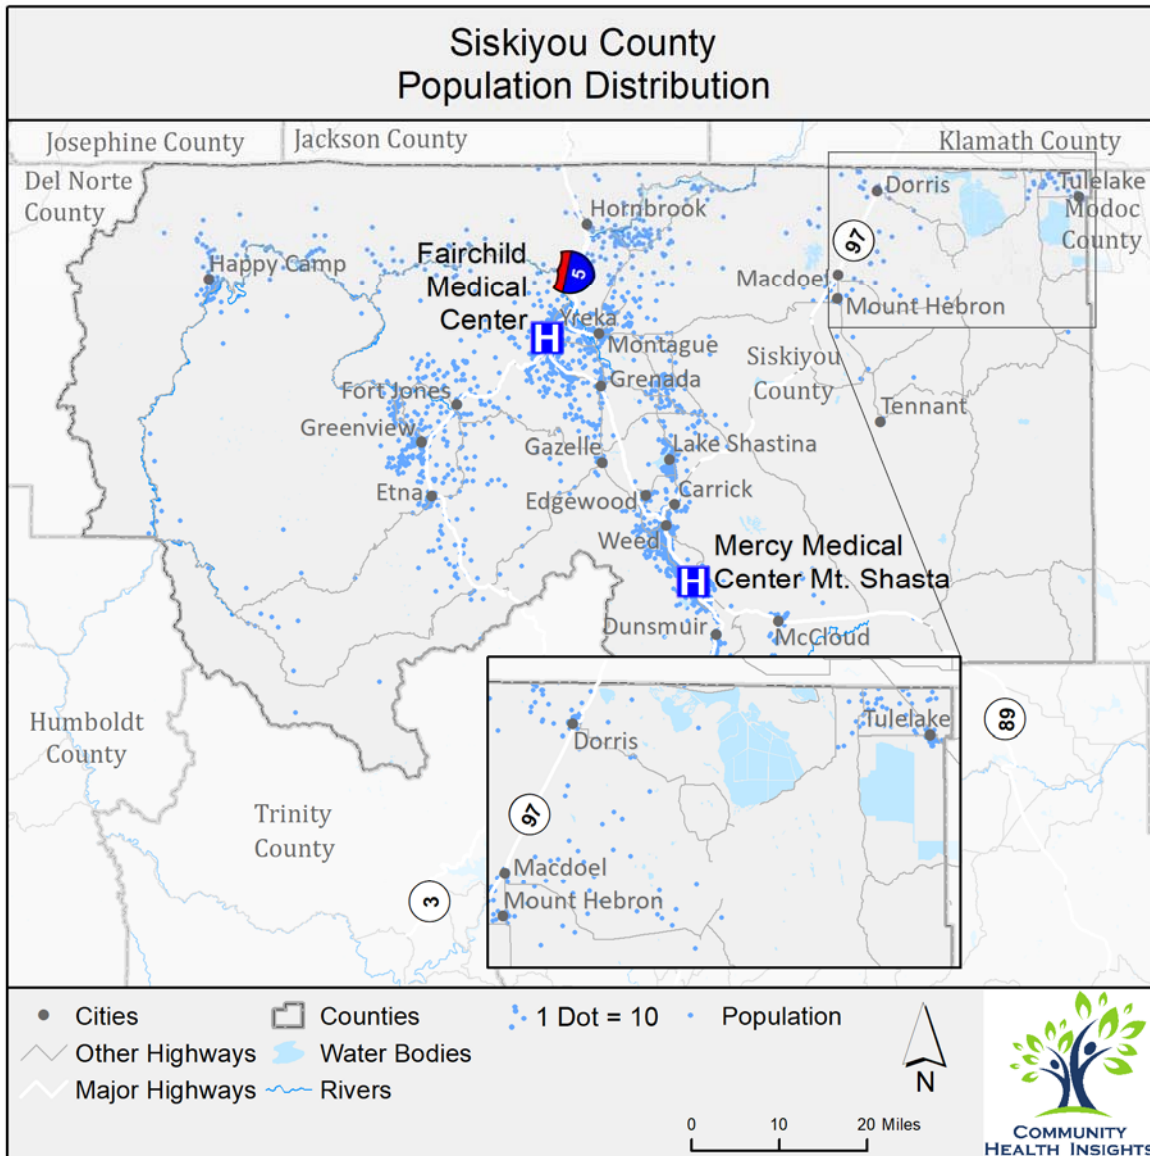 Siskiyou County
Population Distribution
Josephine County
Jackson County
Klamath County
Del Norte
County
Dorris
Tulelake
Modoc
County
Hornbrook
97
Fairchild
Medical
Center
5
Happy Camp
Macdoel
Mount Hebron
H
Yreka
Montague
Siskiyou
County
Grenada
Fort Jones
Tennant
Greenview
Gazelle
Lake Shastina
Etna
Edgewood
Carrick
Weed
Mercy Medical
Center Mt. Shasta
H
Dunsmuir
McCloud
Humboldt
County
Trinity
County
3
89
Dorris
Tulelake
97
Macdoel
Mount Hebron
Cities
Counties
1 Dot = 10
Population
Other Highways
Water Bodies
Major Highways
Rivers
N
0 10 20 Miles
COMMUNITY
HEALTH INSIGHTS